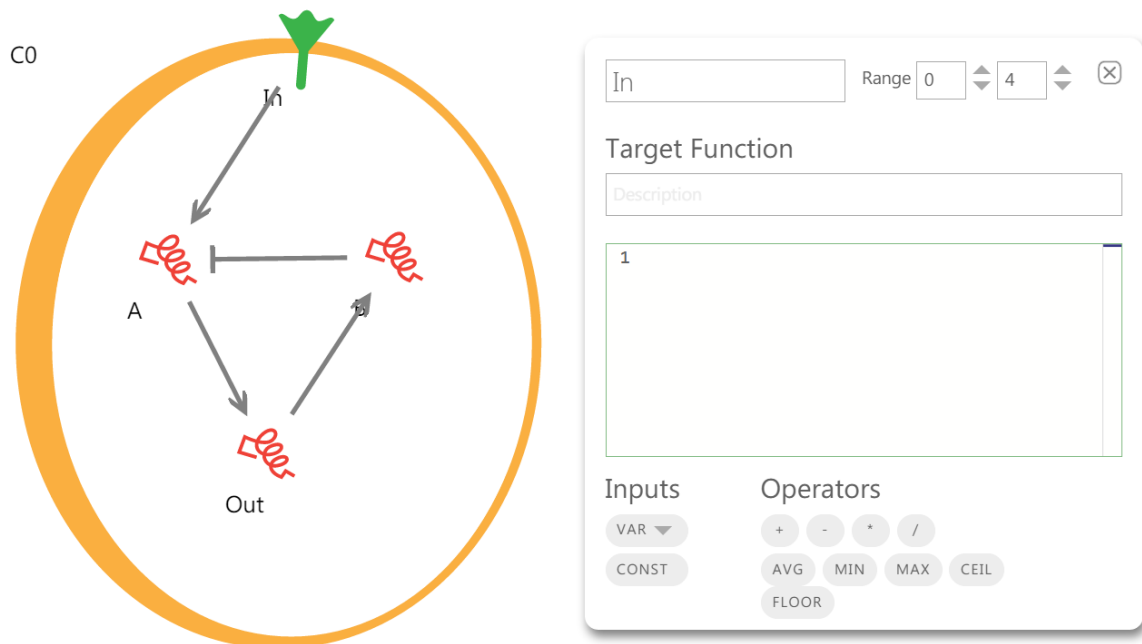 C0
In
A
B
Out
In
Range 0 4
Target Function
Description
1
Inputs
Operators
VAR
+ - * /
CONST
AVG MIN MAX CEIL
FLOOR